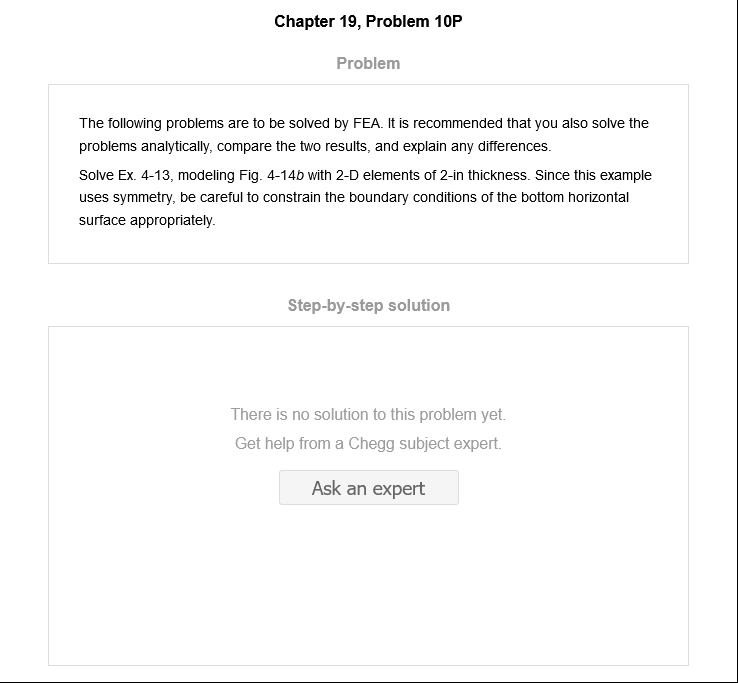 Chapter 19, Problem 10P
Problem
The following problems are to be solved by FEA. It is recommended that you also solve the
problems analytically, compare the two results, and explain any differences.
Solve Ex. 4-13, modeling Fig. 4-14b with 2-D elements of 2-in thickness. Since this example
uses symmetry, be careful to constrain the boundary conditions of the bottom horizontal
surface appropriately.
Step-by-step solution
There is no solution to this problem yet.
Get help from a Chegg subject expert.
Ask an expert